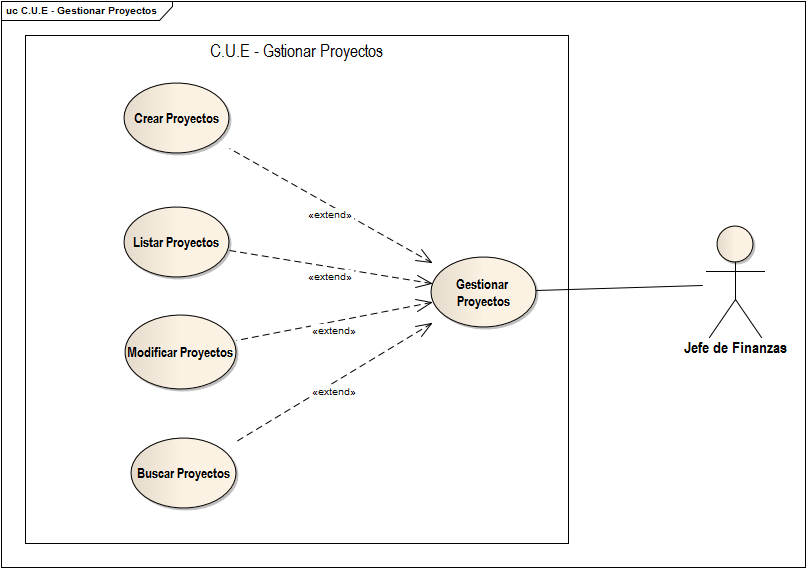 uc C.U.E - Gestionar Proyectos
C.U.E - Gstionar Proyectos
Crear Proyectos
«extend»
Listar Proyectos
«extend»
Gestionar
Proyectos
Modificar Proyectos
«extend»
Jefe de Finanzas
«extend»
Buscar Proyectos